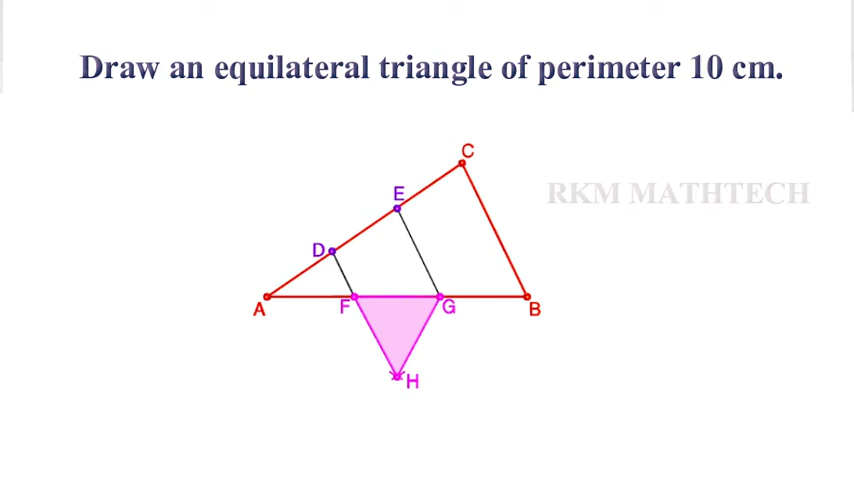 Draw an equilateral triangle of perimeter 10 cm.
C
RKM MATHTECH
E
D
A
F
G
B
H